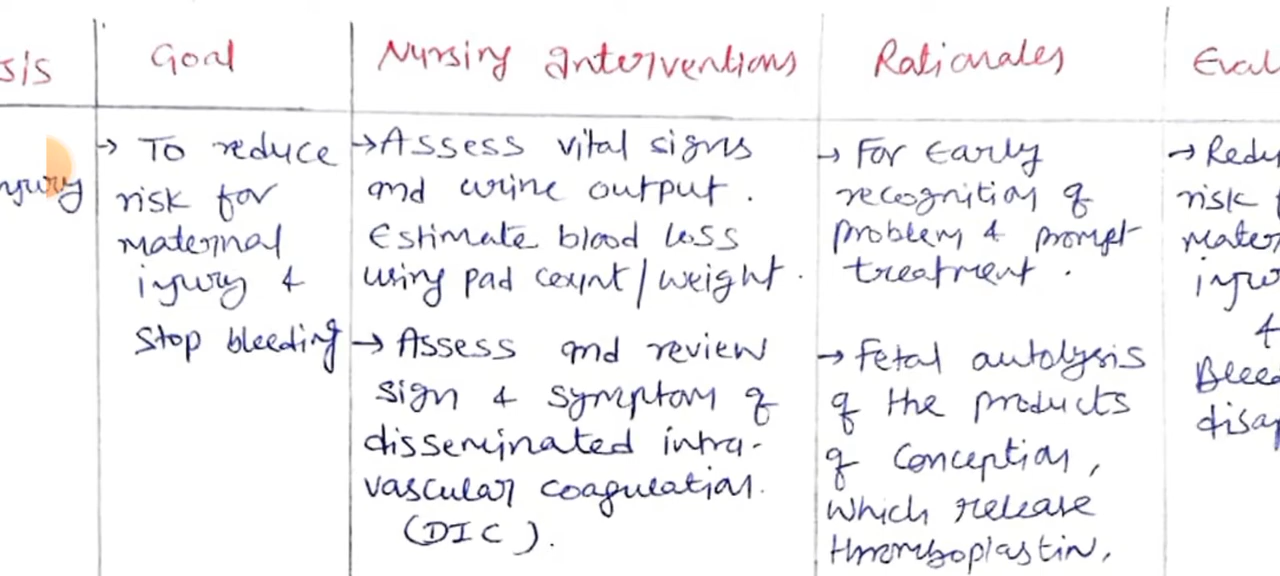 Goal
Nursing Interventions
Rationales
→ To reduce
risk for
maternal
injury &
Stop bleeding
→ Assess vital signs
and urine output.
Estimate blood loss
using pad count/weight.
→ Assess and review
sign & symptom of
disseminated intra-
vascular coagulation.
(DIC).
→ For Early
recognition of
problem & prompt
treatment.
→ Fetal autolysis
of the products
of conception,
which release
thromboplastin,
→
risk
&